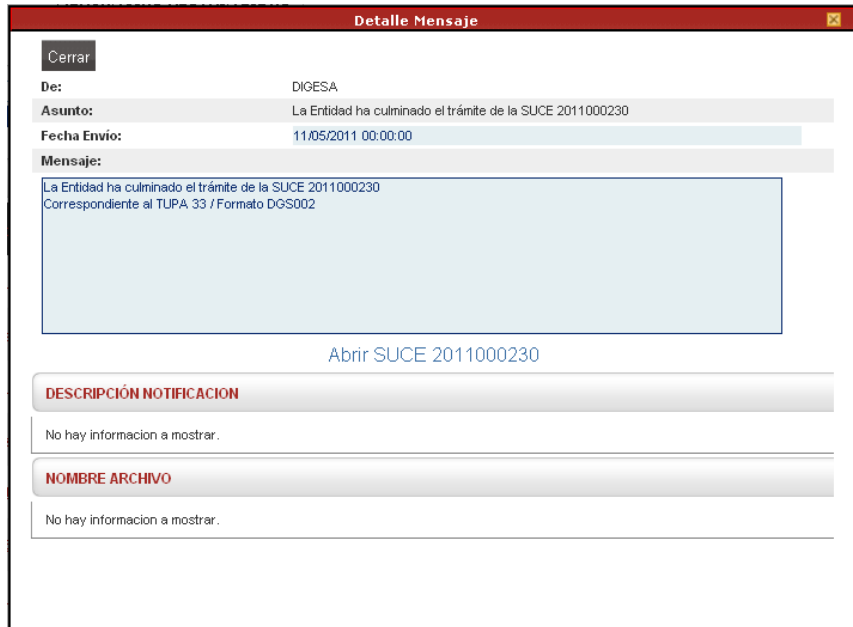 Detalle Mensaje
Cerrar
De: DIGESA
Asunto: La Entidad ha culminado el trámite de la SUCE 2011000230
Fecha Envío: 11/05/2011 00:00:00
Mensaje:
La Entidad ha culminado el trámite de la SUCE 2011000230
Correspondiente al TUPA 33 / Formato DGS002
Abrir SUCE 2011000230
DESCRIPCIÓN NOTIFICACION
No hay informacion a mostrar.
NOMBRE ARCHIVO
No hay informacion a mostrar.